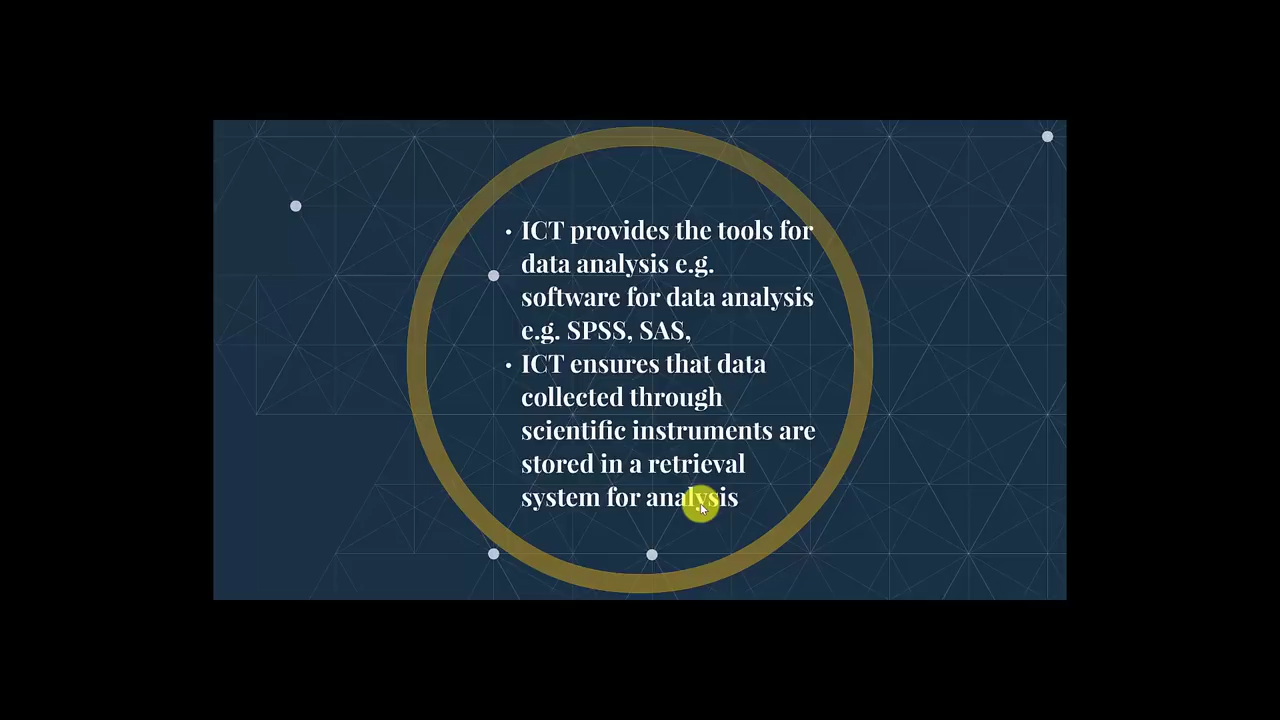 • ICT provides the tools for
data analysis e.g.
software for data analysis
e.g. SPSS, SAS,
• ICT ensures that data
collected through
scientific instruments are
stored in a retrieval
system for analysis